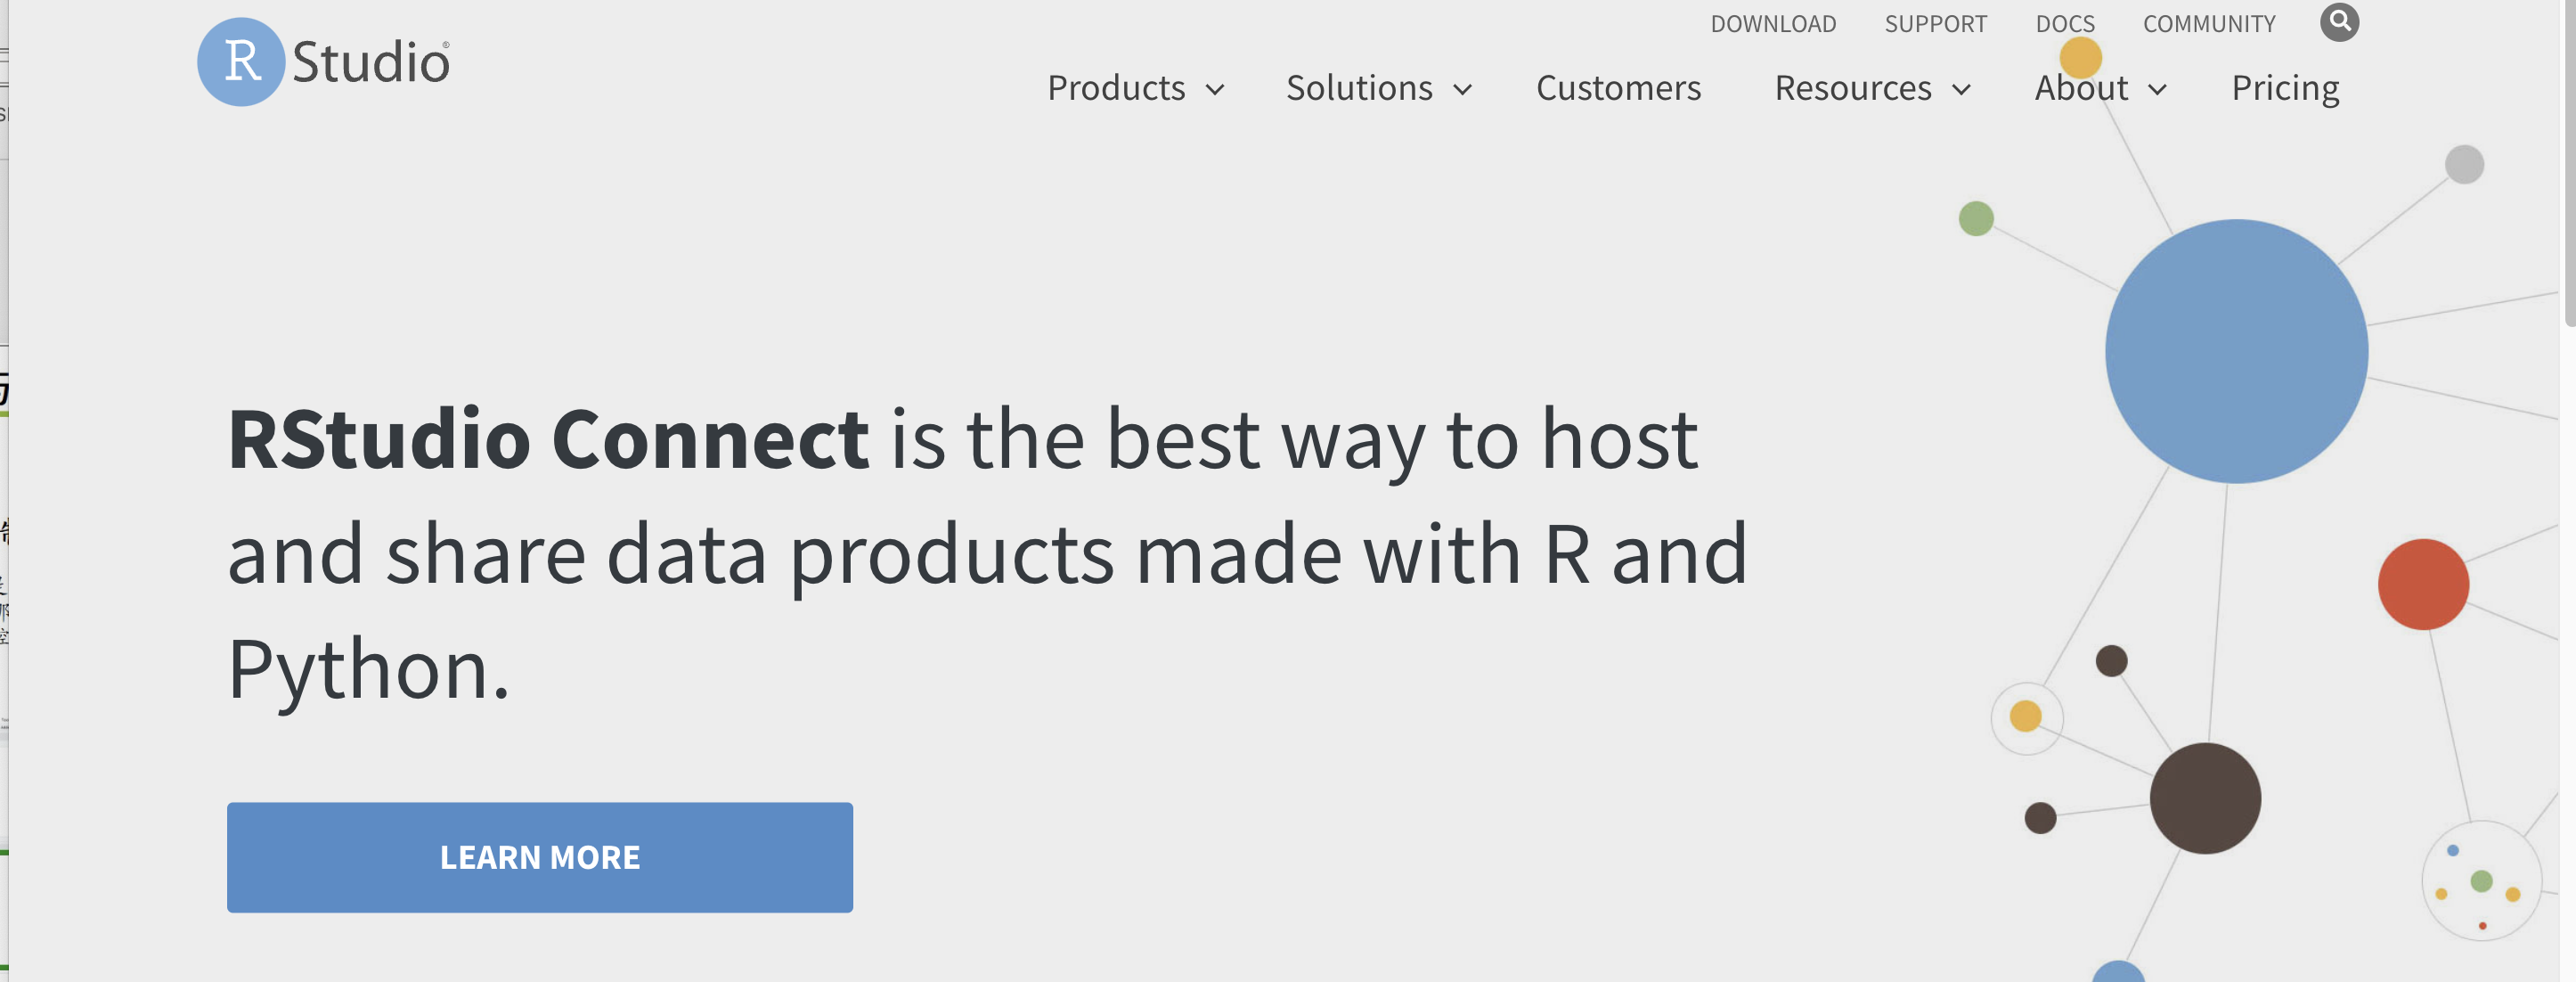 DOWNLOAD SUPPORT DOCS COMMUNITY
R Studio®
Products Solutions Customers Resources About Pricing
RStudio Connect is the best way to host
and share data products made with R and
Python.
LEARN MORE